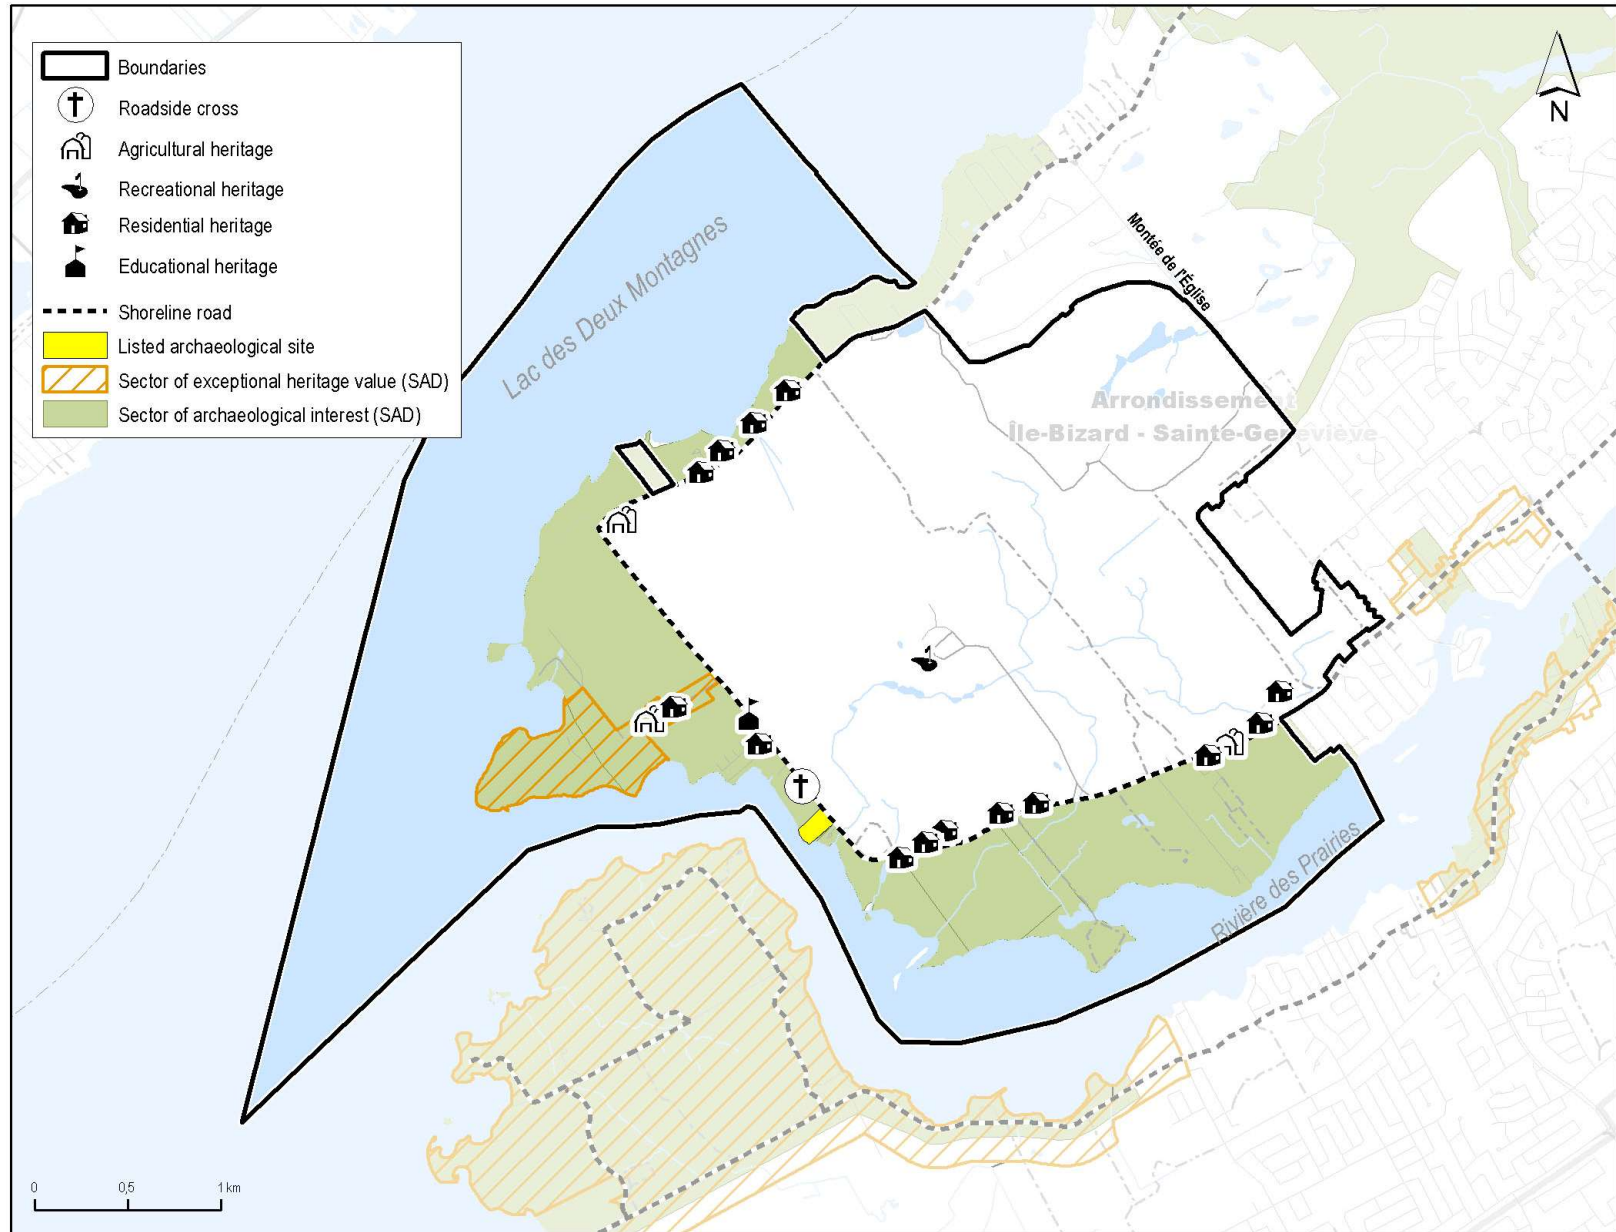 Boundaries
Roadside cross
Agricultural heritage
Recreational heritage
Residential heritage
Educational heritage
Shoreline road
Listed archaeological site
Sector of exceptional heritage value (SAD)
Sector of archaeological interest (SAD)
N
Lac des Deux Montagnes
Montée de l'Église
Arrondissement
Île-Bizard - Sainte-Geneviève
Rivière des Prairies
0 0,5 1 km